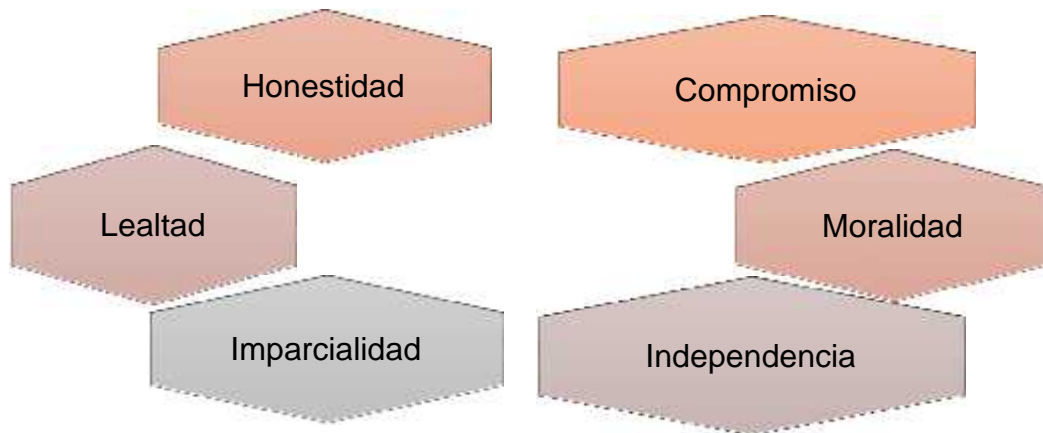 Honestidad
Compromiso
Lealtad
Moralidad
Imparcialidad
Independencia